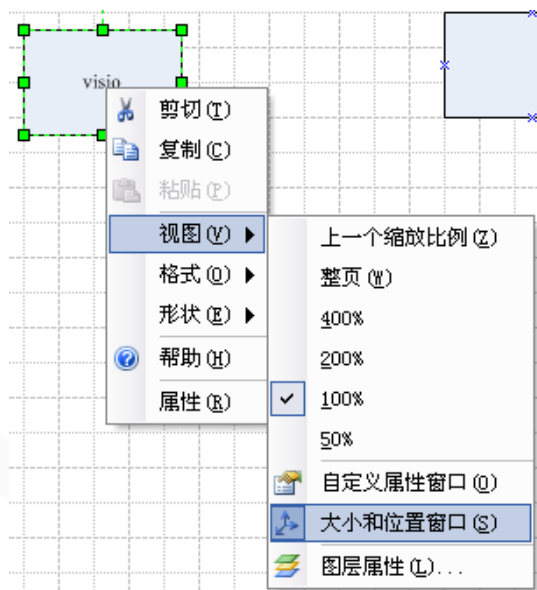 visio
剪切(T)
复制(C)
粘贴(P)
视图(V)
格式(O)
形状(E)
帮助(H)
属性(R)
上一个缩放比例(Z)
整页(W)
400%
200%
100%
50%
自定义属性窗口(O)
大小和位置窗口(S)
图层属性(L)...